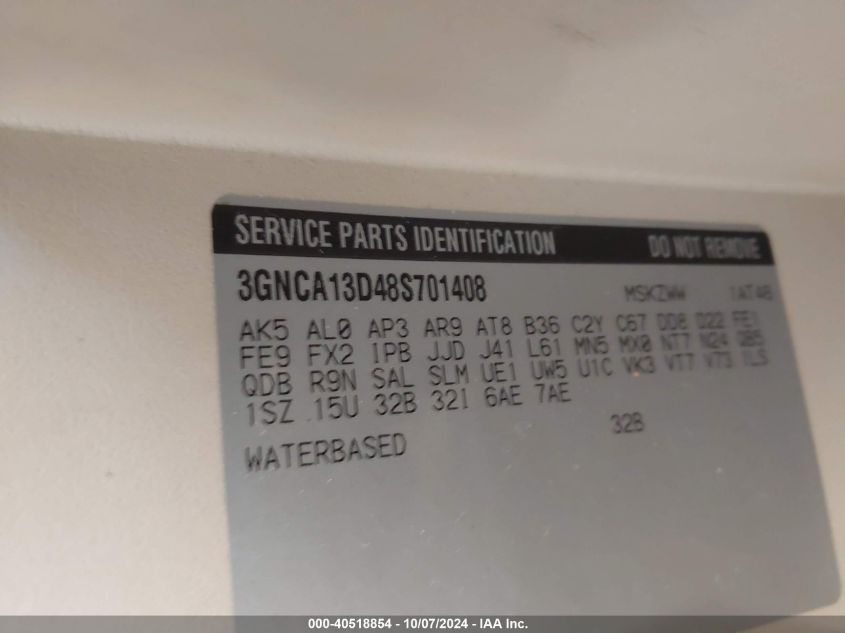 SERVICE PARTS IDENTIFICATION DO NOT REMOVE
3GNCA13D48S701408 MSKZWW 1AT48
AK5 AL0 AP3 AR9 AT8 B36 C2Y C67 DD8 D22 FE1
FE9 FX2 IPB JJD J41 L61 MN5 MX0 NT7 N24 QB5
QDB R9N SAL SLM UE1 UW5 U1C VK3 VT7 V73 1LS
1SZ 15U 32B 32I 6AE 7AE
WATERBASED 32B
000-40518854 - 10/07/2024 - IAA Inc.